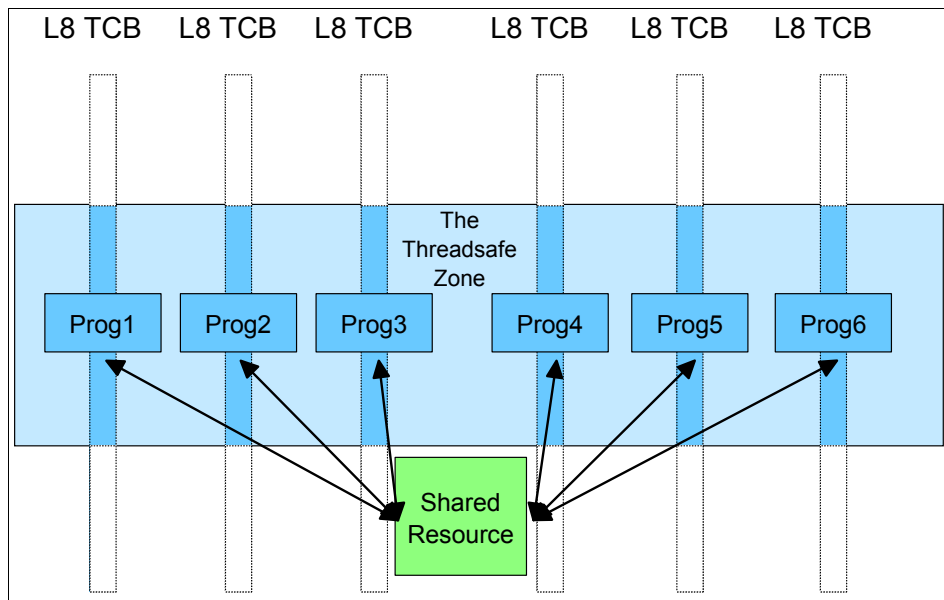 L8 TCB L8 TCB L8 TCB L8 TCB L8 TCB L8 TCB
The
Threadsafe
Zone
Prog1 Prog2 Prog3 Prog4 Prog5 Prog6
Shared
Resource